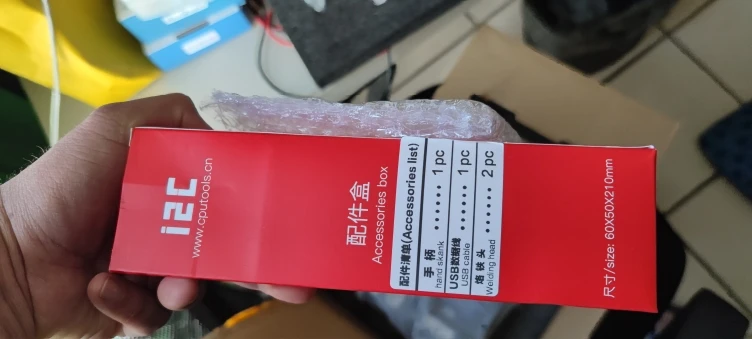 i2C
www.cputools.cn
配件盒
Accessories box
配件清单(Accessories list)
手 柄 ······ 1 pc
hand skank
USB数据线 ······ 1 pc
USB cable
烙 铁 头 ······ 2 pc
Welding head
尺寸/size: 60X50X210mm